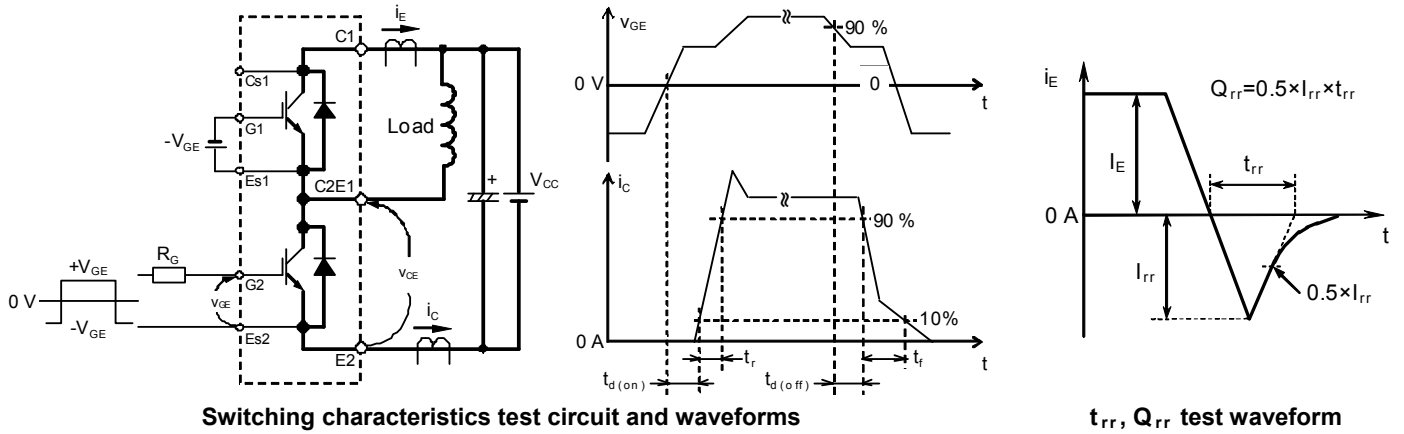 C1
i_E
Cs1
G1
-V_GE
Es1
Load
C2E1
+
V_CC
R_G
+V_GE
0 V
-V_GE
v_GE
G2
Es2
v_CE
i_C
E2
v_GE
90 %
0 V
0
t
i_C
90 %
10%
0 A
t_r
t_f
t
t_d(on)
t_d(off)
Switching characteristics test circuit and waveforms
i_E
Q_rr=0.5×I_rr×t_rr
I_E
t_rr
0 A
t
I_rr
0.5×I_rr
t_rr, Q_rr test waveform